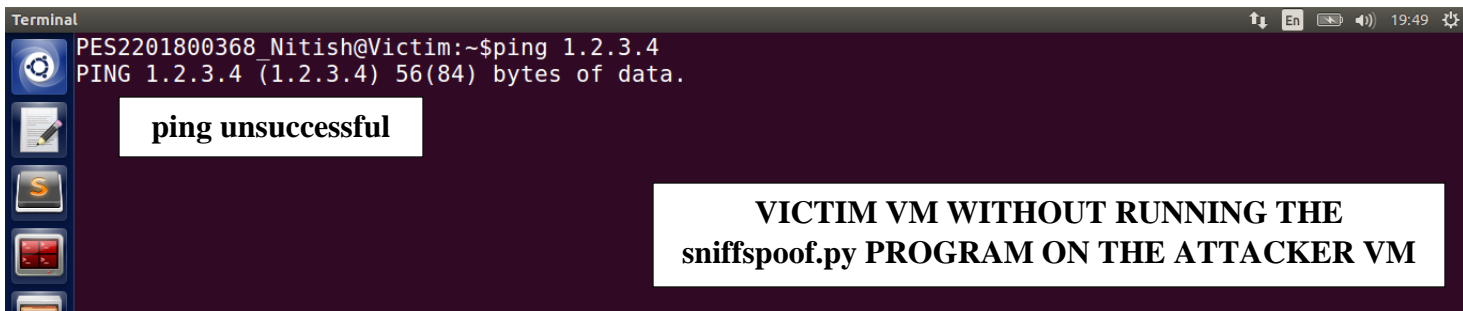 Terminal
En
19:49
PES2201800368_Nitish@Victim:~$ping 1.2.3.4
PING 1.2.3.4 (1.2.3.4) 56(84) bytes of data.
ping unsuccessful
S
VICTIM VM WITHOUT RUNNING THE
sniffspoof.py PROGRAM ON THE ATTACKER VM